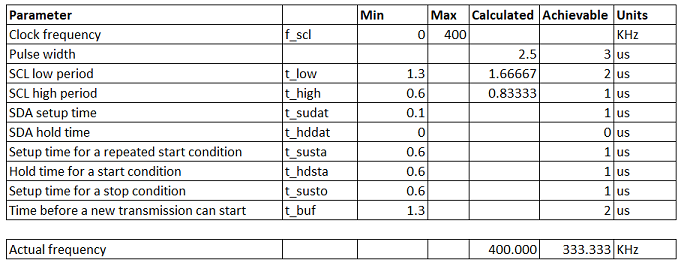 Parameter Min Max Calculated Achievable Units
Clock frequency f_scl 0 400 KHz
Pulse width 2.5 3 us
SCL low period t_low 1.3 1.66667 2 us
SCL high period t_high 0.6 0.83333 1 us
SDA setup time t_sudat 0.1 1 us
SDA hold time t_hddat 0 0 us
Setup time for a repeated start condition t_susta 0.6 1 us
Hold time for a start condition t_hdsta 0.6 1 us
Setup time for a stop condition t_susto 0.6 1 us
Time before a new transmission can start t_buf 1.3 2 us
Actual frequency 400.000 333.333 KHz